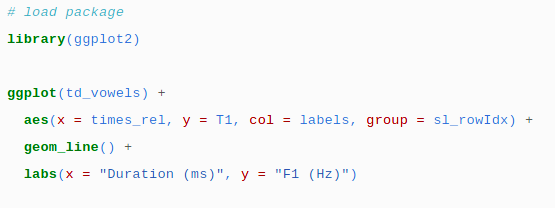 # load package
library(ggplot2)
ggplot(td_vowels) +
aes(x = times_rel, y = T1, col = labels, group = sl_rowIdx) +
geom_line() +
labs(x = "Duration (ms)", y = "F1 (Hz)")